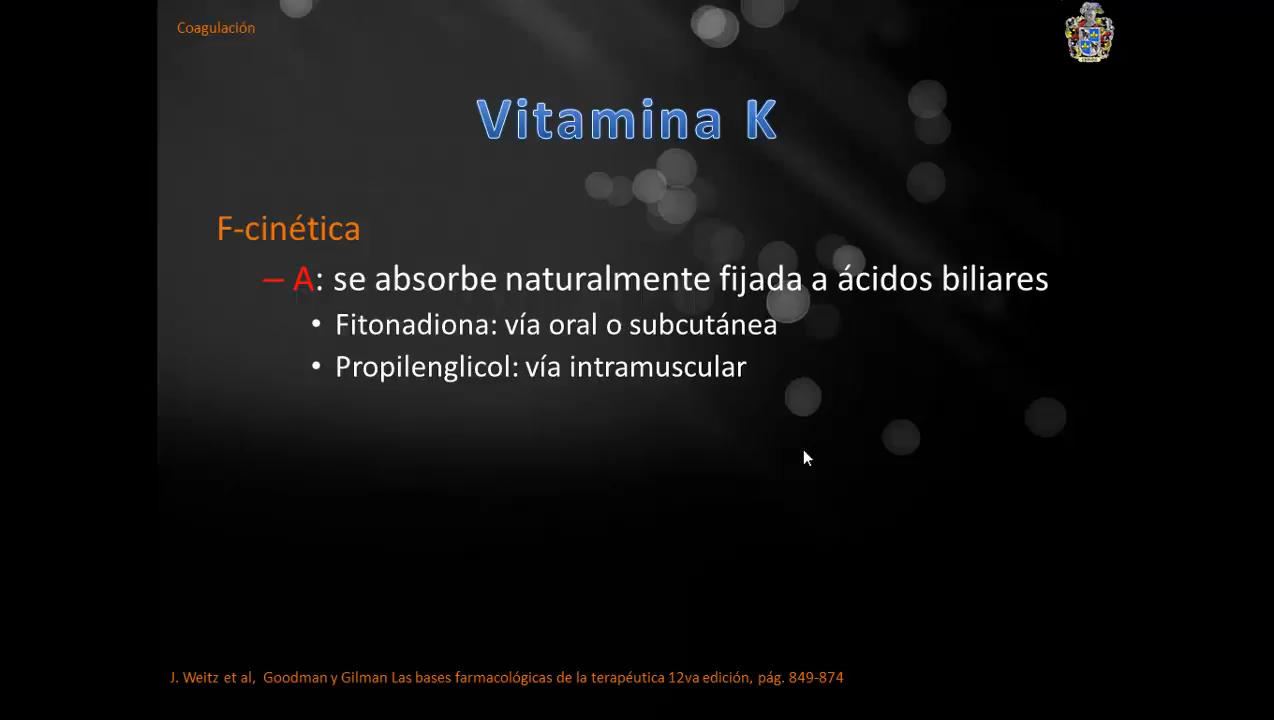 Coagulación
Vitamina K
F-cinética
– A: se absorbe naturalmente fijada a ácidos biliares
• Fitonadiona: vía oral o subcutánea
• Propilenglicol: vía intramuscular
J. Weitz et al, Goodman y Gilman Las bases farmacológicas de la terapéutica 12va edición, pág. 849-874